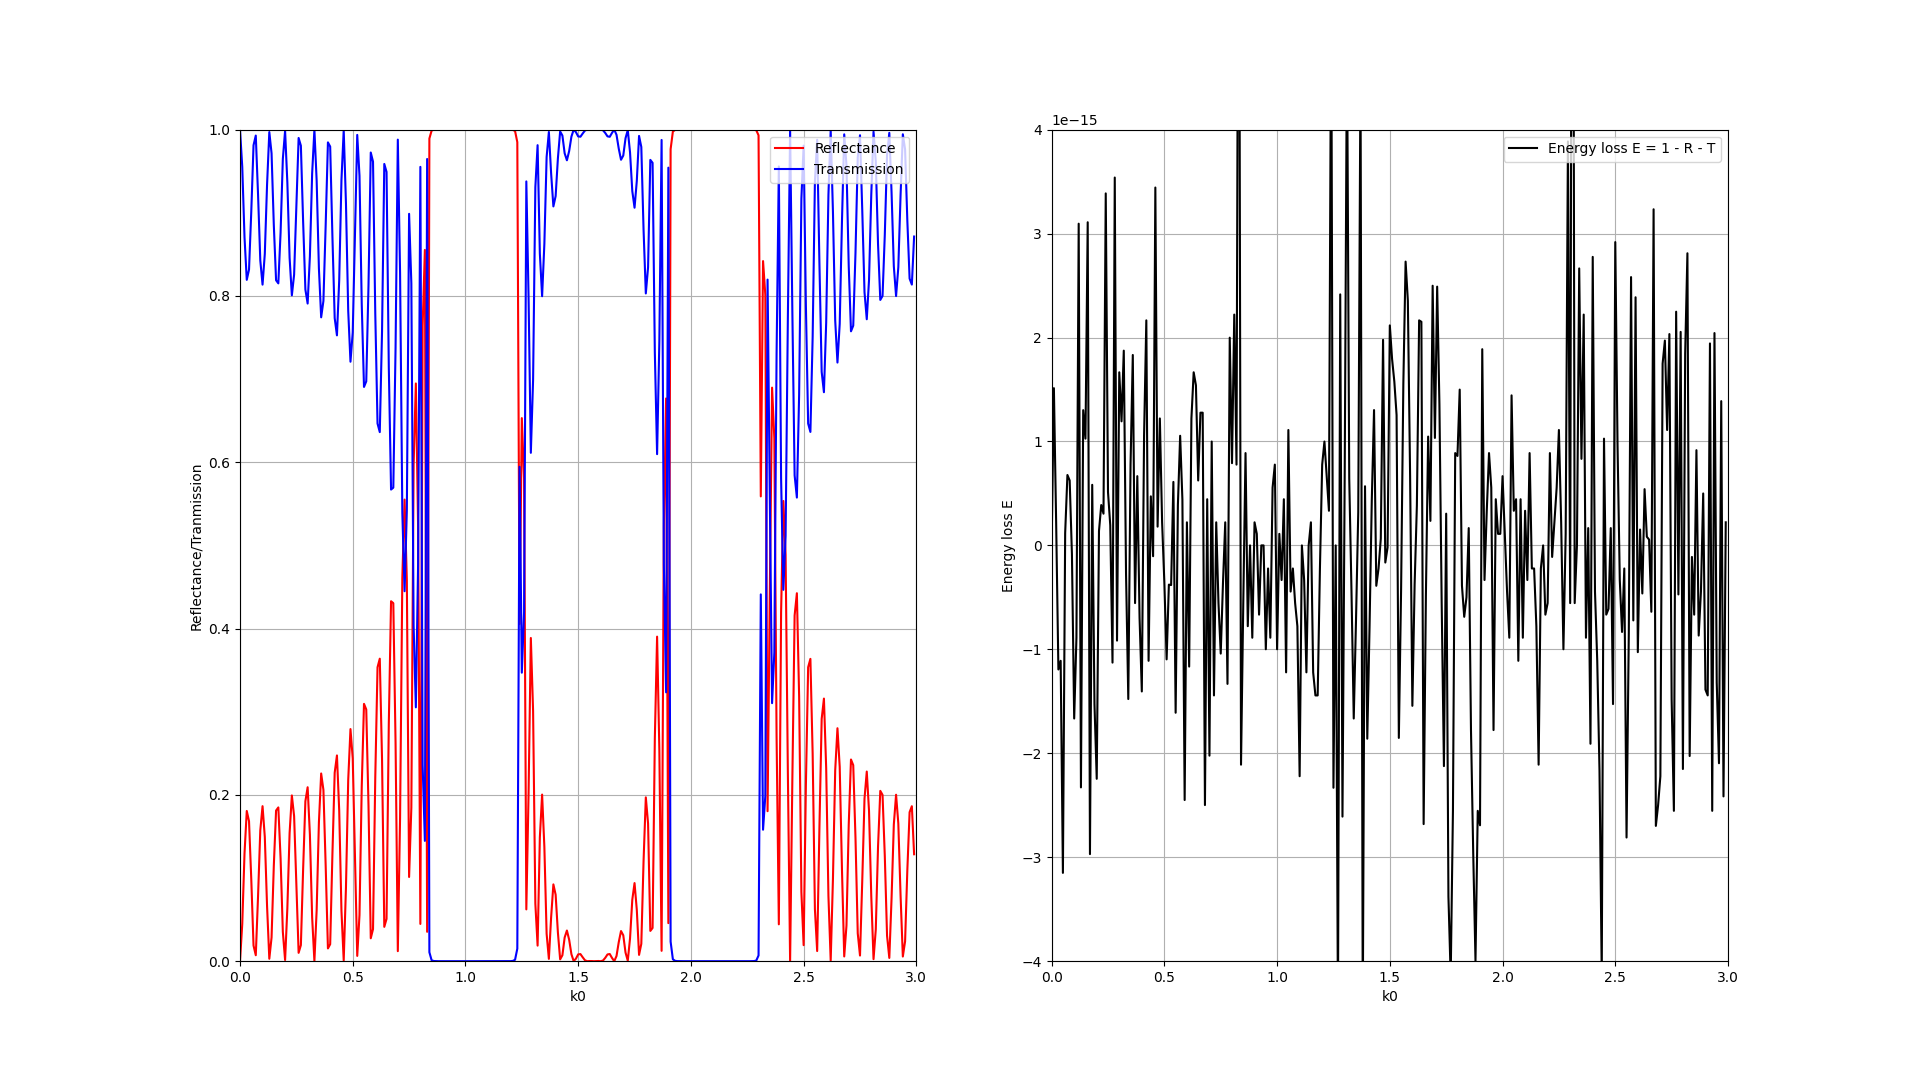 Reflectance/Tranmission
1.0
0.8
0.6
0.4
0.2
0.0
Reflectance
Transmission
0.0 0.5 1.0 1.5 2.0 2.5 3.0
k0
1e−15
Energy loss E
4
3
2
1
0
−1
−2
−3
−4
Energy loss E = 1 - R - T
0.0 0.5 1.0 1.5 2.0 2.5 3.0
k0